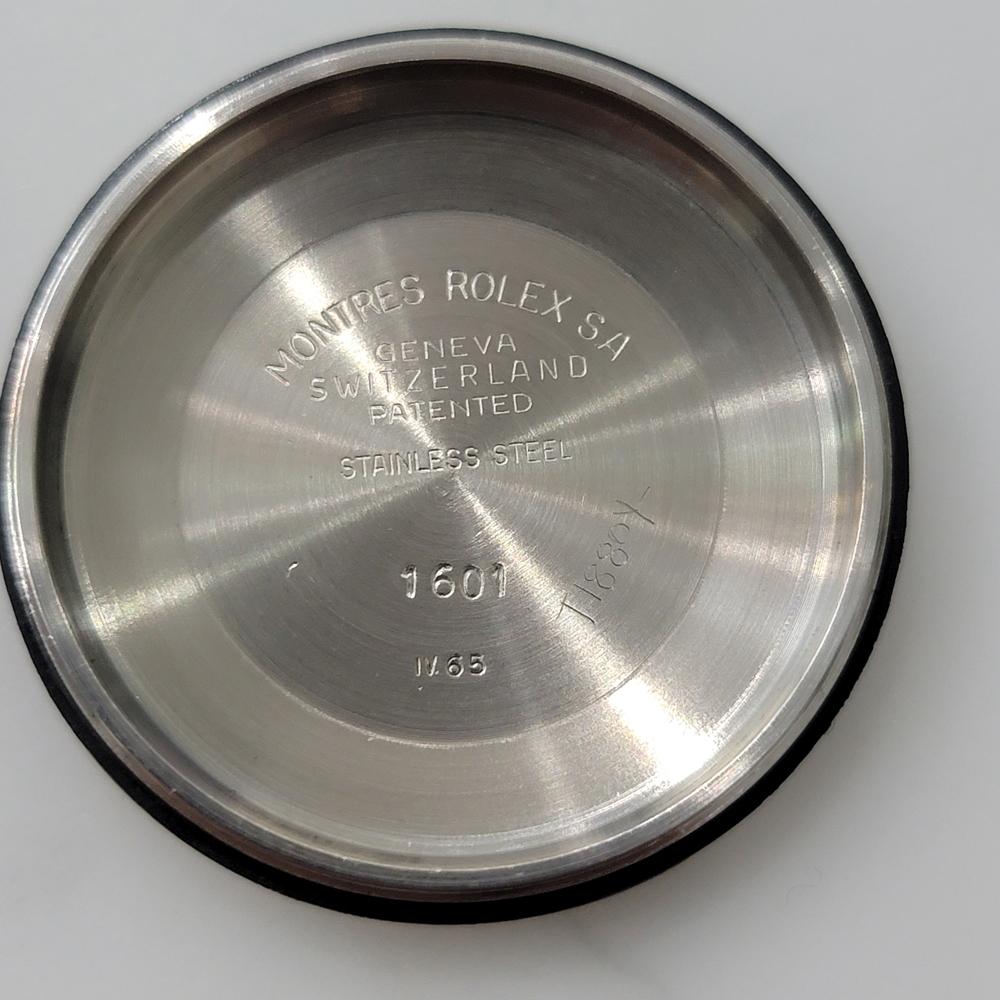 MONTRES ROLEX SA
GENEVA
SWITZERLAND
PATENTED
STAINLESS STEEL
1601
IV.65